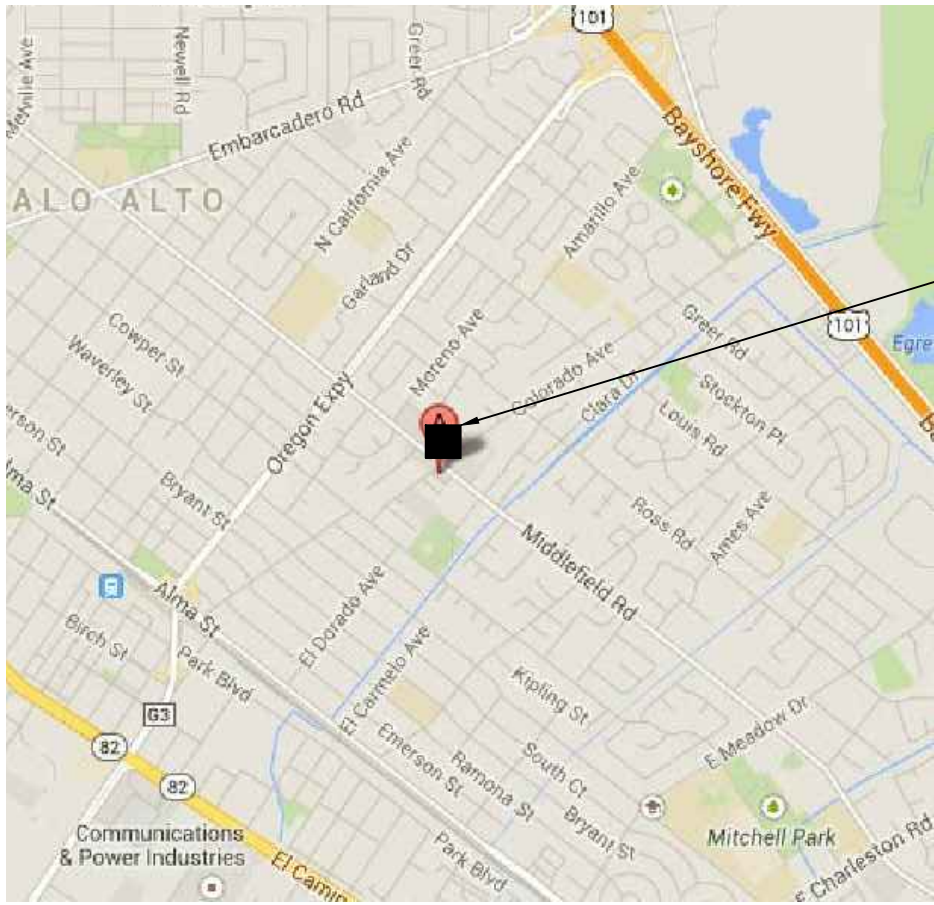 101
Newell Rd
Greer Rd
Embarcadero Rd
Bayshore Fwy
ALO ALTO
N California Ave
Amarillo Ave
Garland Dr
Cowper St
Waverley St
Moreno Ave
Greer Rd
101
Egre
Colorado Ave
Clara Dr
Stockton Pl
Louis Rd
Oregon Expy
erson St
lma St
Bryant St
Ross Rd
Ames Ave
Middlefield Rd
Alma St
El Dorado Ave
Birch St
Park Blvd
El Carmelo Ave
Kipling St
G3
E Meadow Dr
82
Emerson St
South Ct
Ramona St
82
Bryant St
Mitchell Park
Communications
& Power Industries
Park Blvd
El Camin
E Charleston Rd